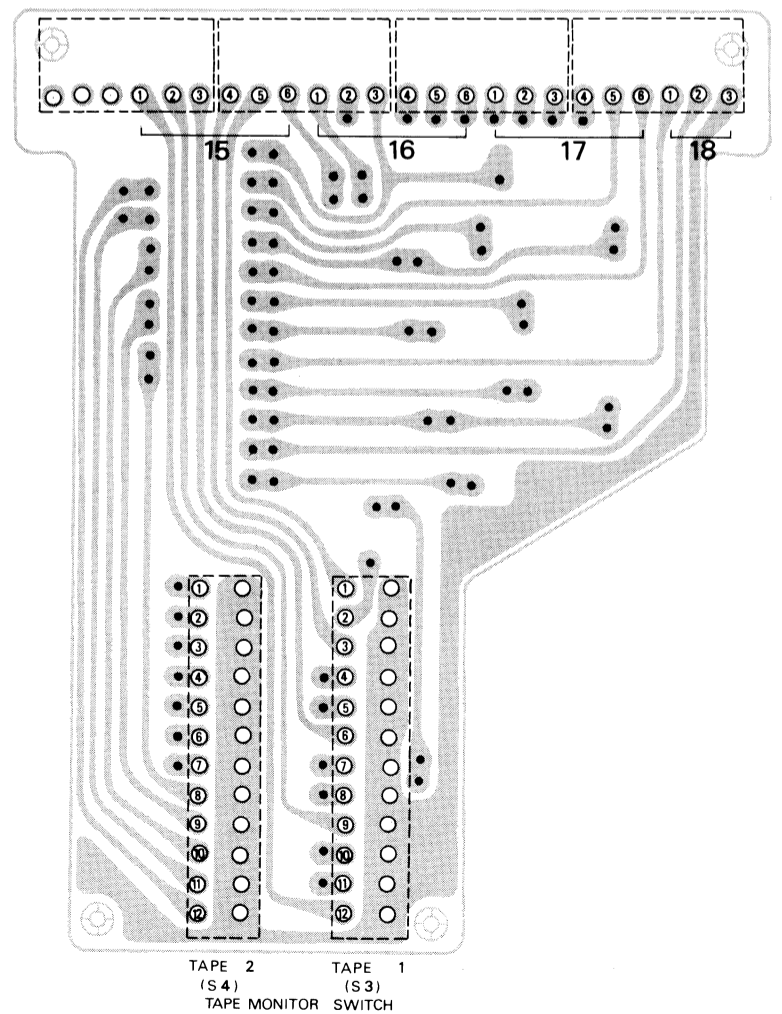 ① ② ③ ④ ⑤ ⑥ ① ② ③ ④ ⑤ ⑥ ① ② ③ ④ ⑤ ⑥ ① ② ③
15 16 17 18
① ①
② ②
③ ③
④ ④
⑤ ⑤
⑥ ⑥
⑦ ⑦
⑧ ⑧
⑨ ⑨
⑩ ⑩
⑪ ⑪
⑫ ⑫
TAPE 2 TAPE 1
(S4) (S3)
TAPE MONITOR SWITCH